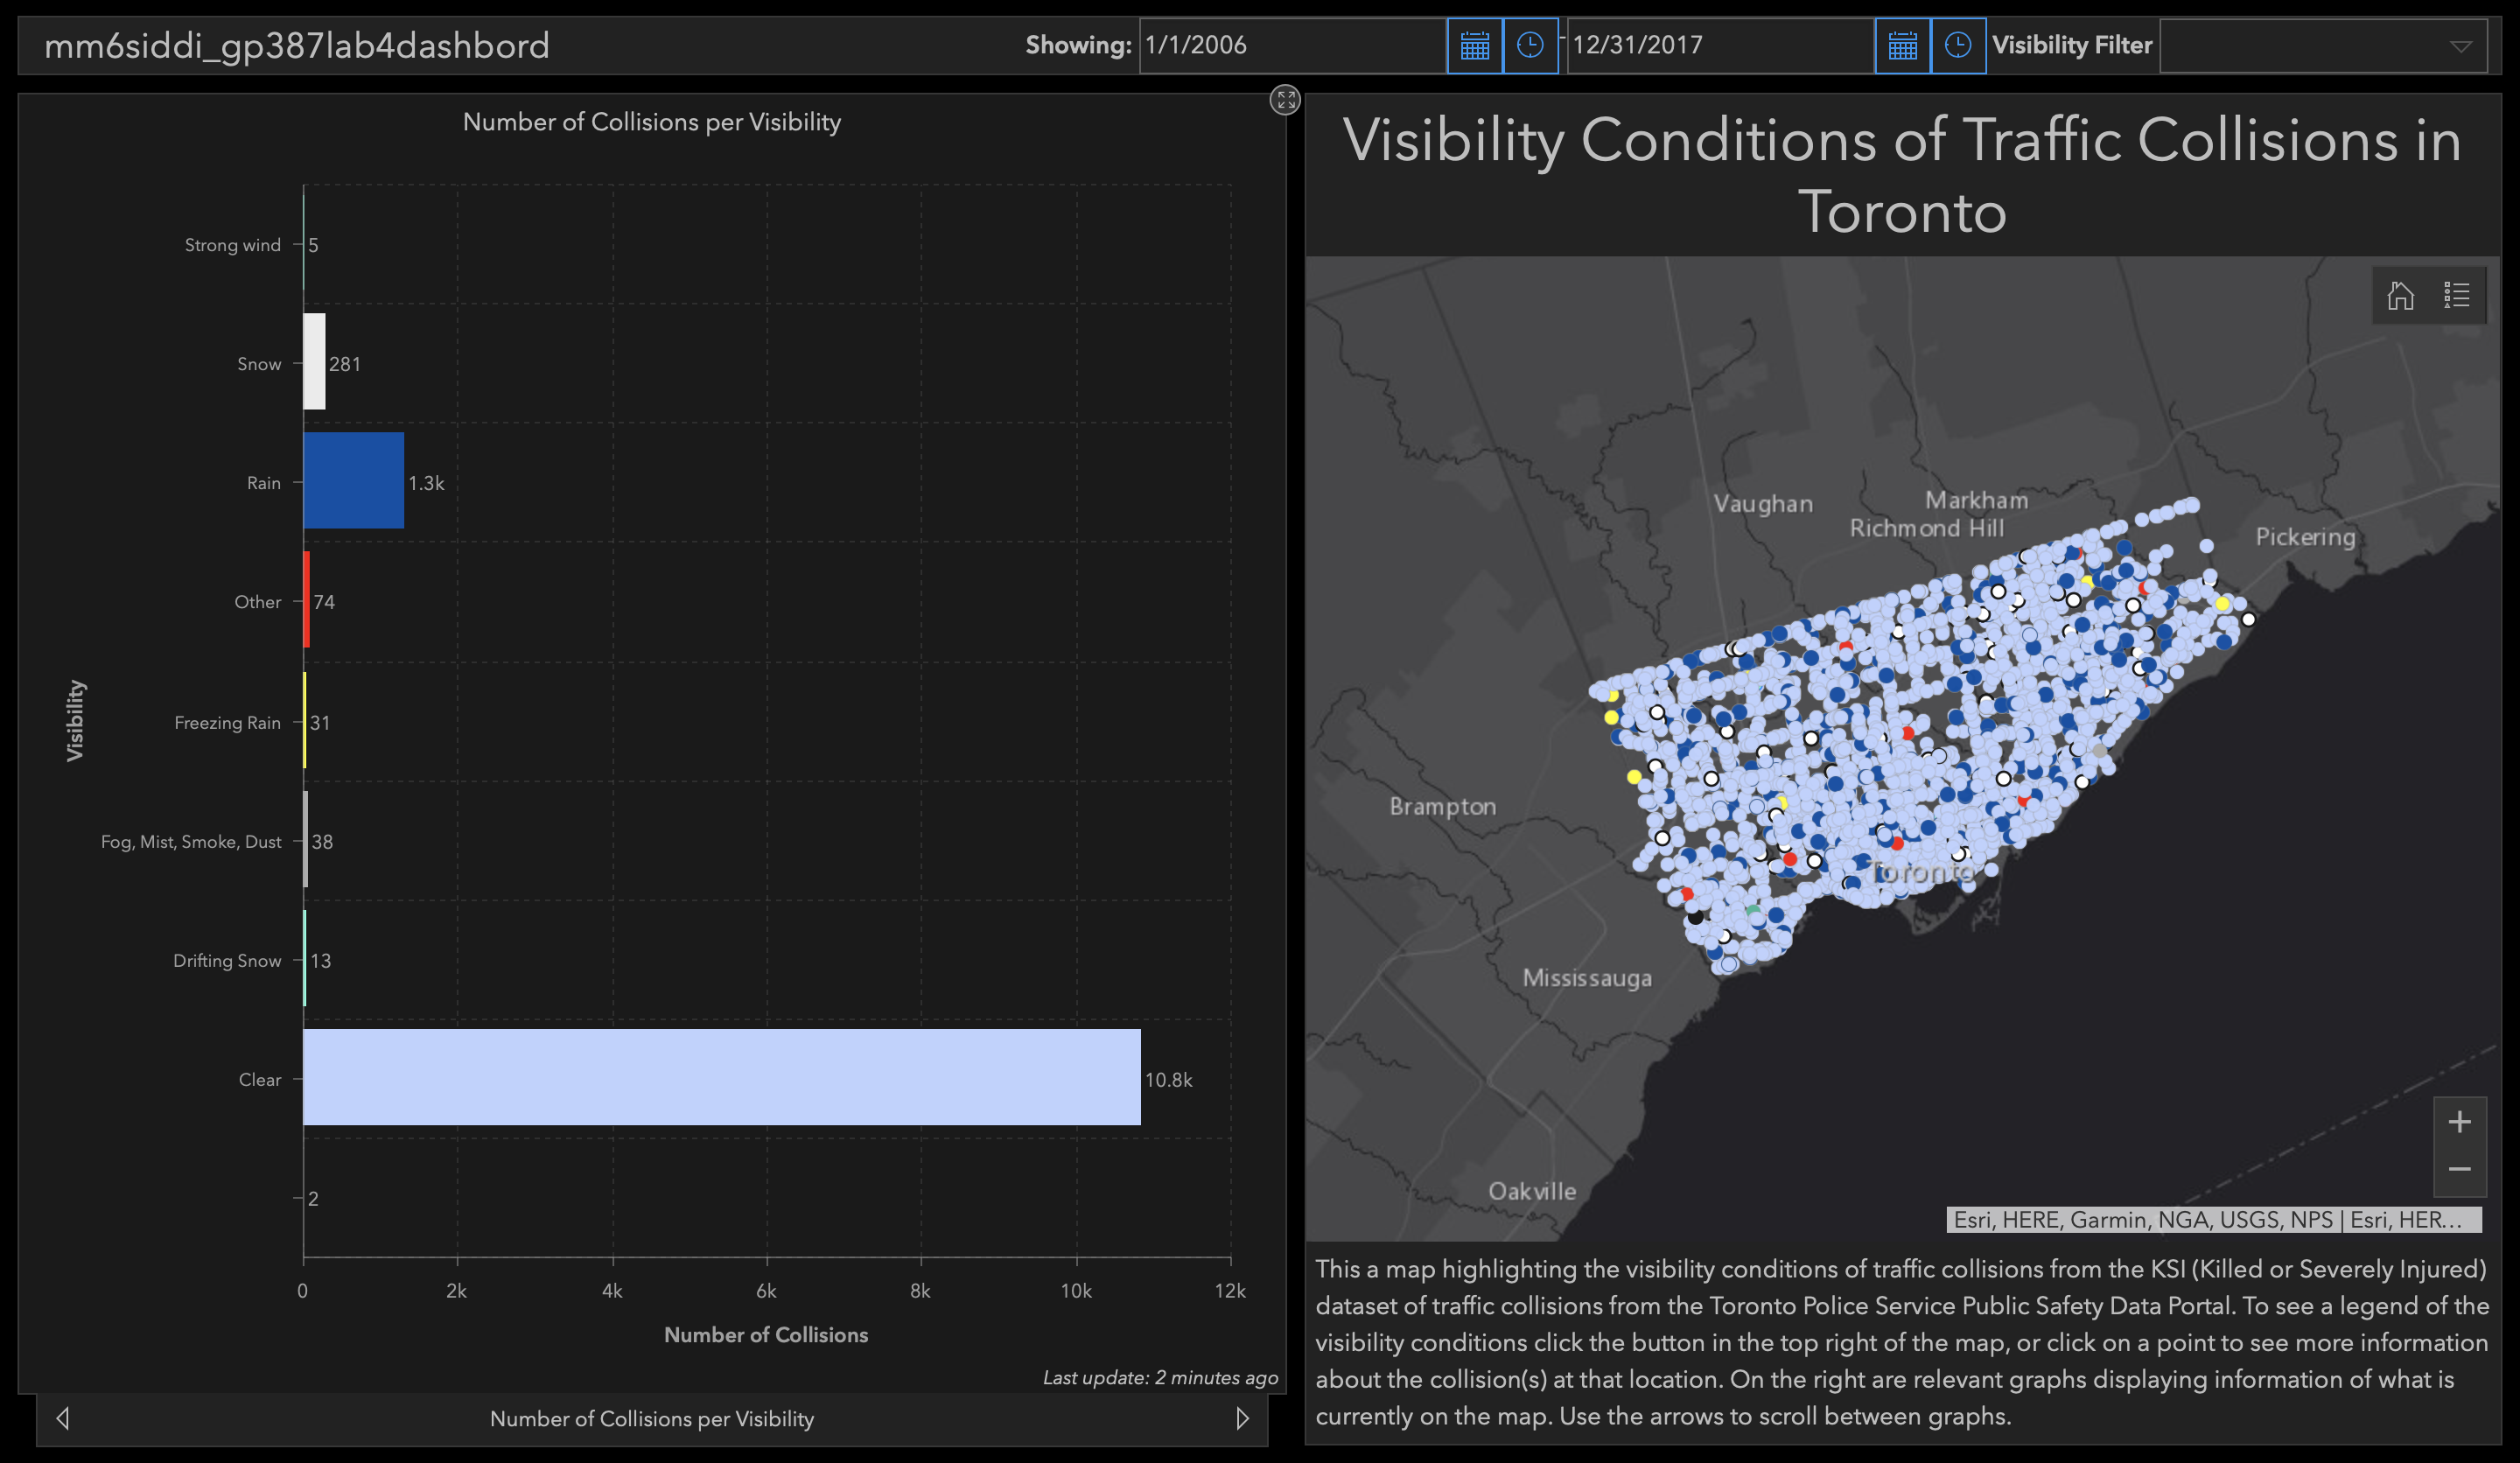 mm6siddi_gp387lab4dashbord
Showing: 1/1/2006 - 12/31/2017 Visibility Filter
Number of Collisions per Visibility
Visibility
Strong wind 5
Snow 281
Rain 1.3k
Other 74
Freezing Rain 31
Fog, Mist, Smoke, Dust 38
Drifting Snow 13
Clear 10.8k
2
0 2k 4k 6k 8k 10k 12k
Number of Collisions
Last update: 2 minutes ago
Number of Collisions per Visibility
Visibility Conditions of Traffic Collisions in
Toronto
Vaughan
Markham
Richmond Hill
Pickering
Brampton
Toronto
Mississauga
Oakville
Esri, HERE, Garmin, NGA, USGS, NPS | Esri, HER...
This a map highlighting the visibility conditions of traffic collisions from the KSI (Killed or Severely Injured)
dataset of traffic collisions from the Toronto Police Service Public Safety Data Portal. To see a legend of the
visibility conditions click the button in the top right of the map, or click on a point to see more information
about the collision(s) at that location. On the right are relevant graphs displaying information of what is
currently on the map. Use the arrows to scroll between graphs.